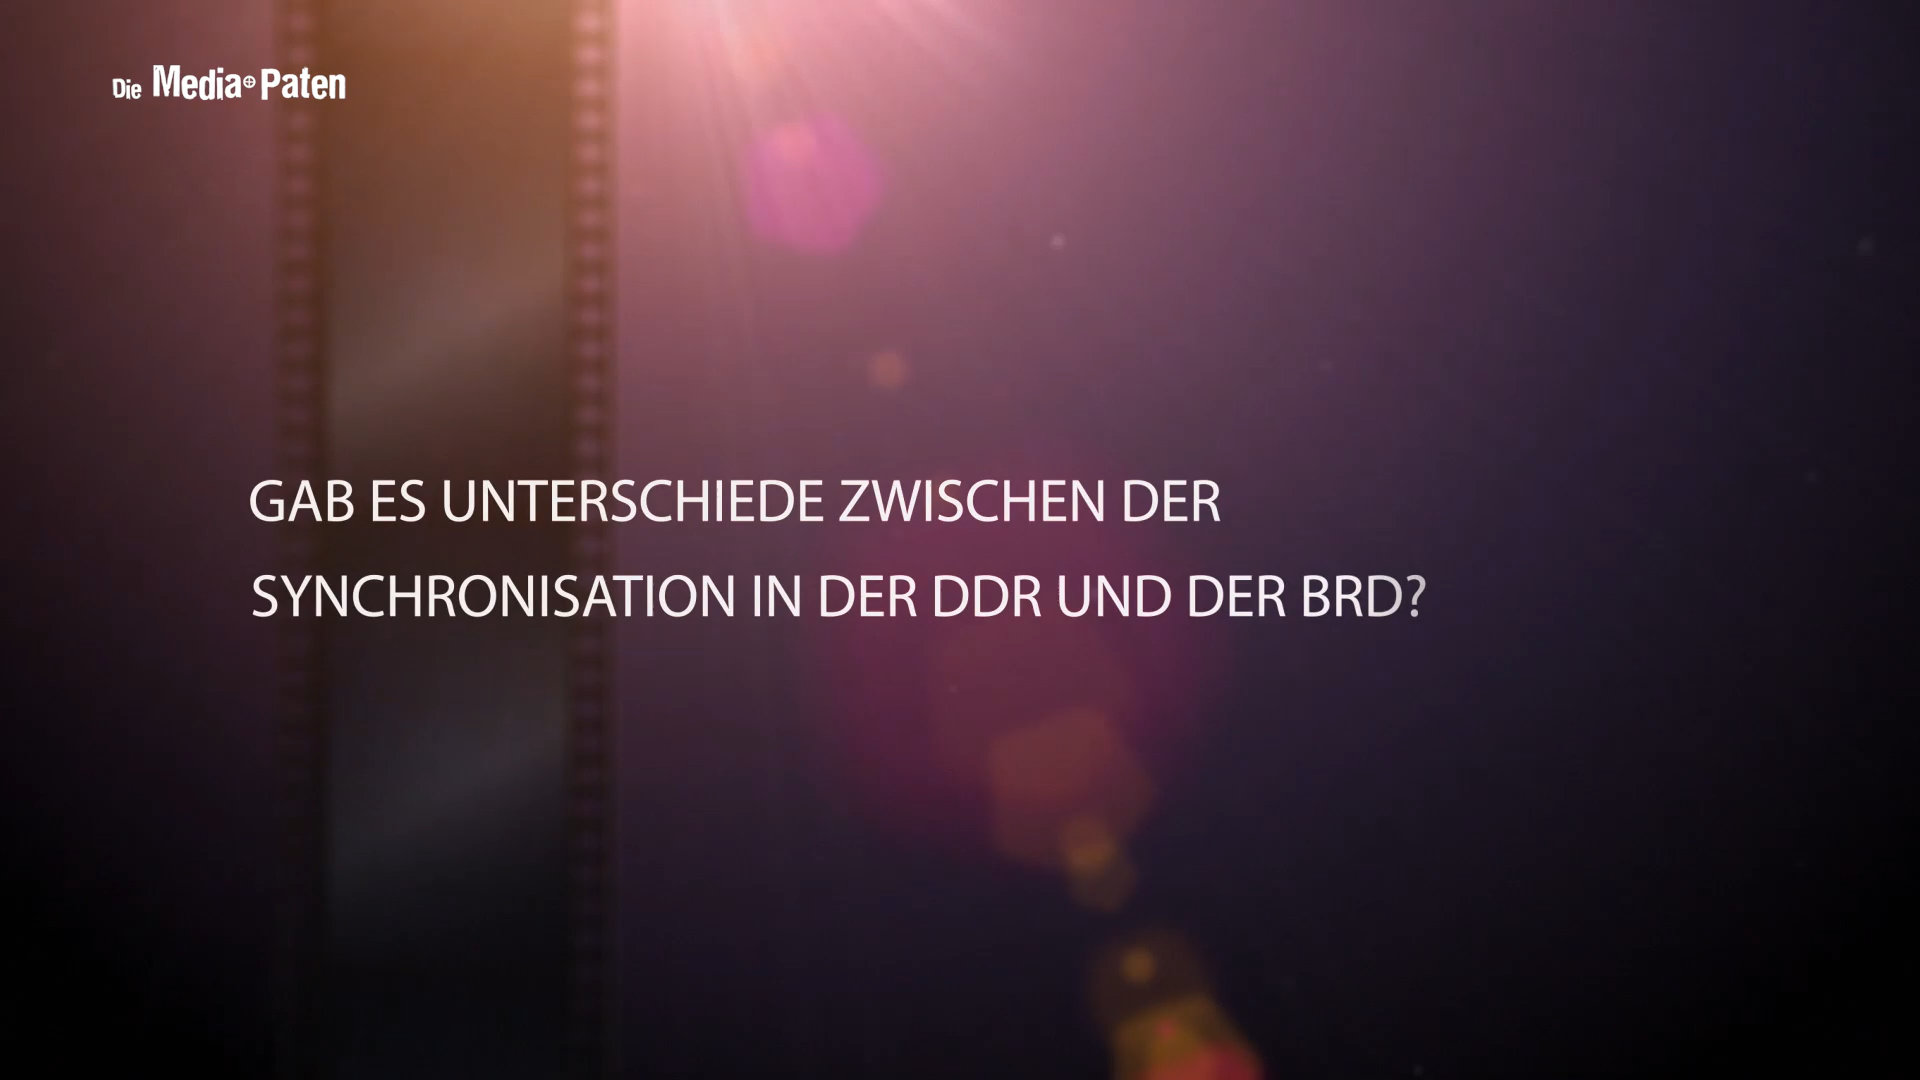 Die Media Paten
GAB ES UNTERSCHIEDE ZWISCHEN DER
SYNCHRONISATION IN DER DDR UND DER BRD?